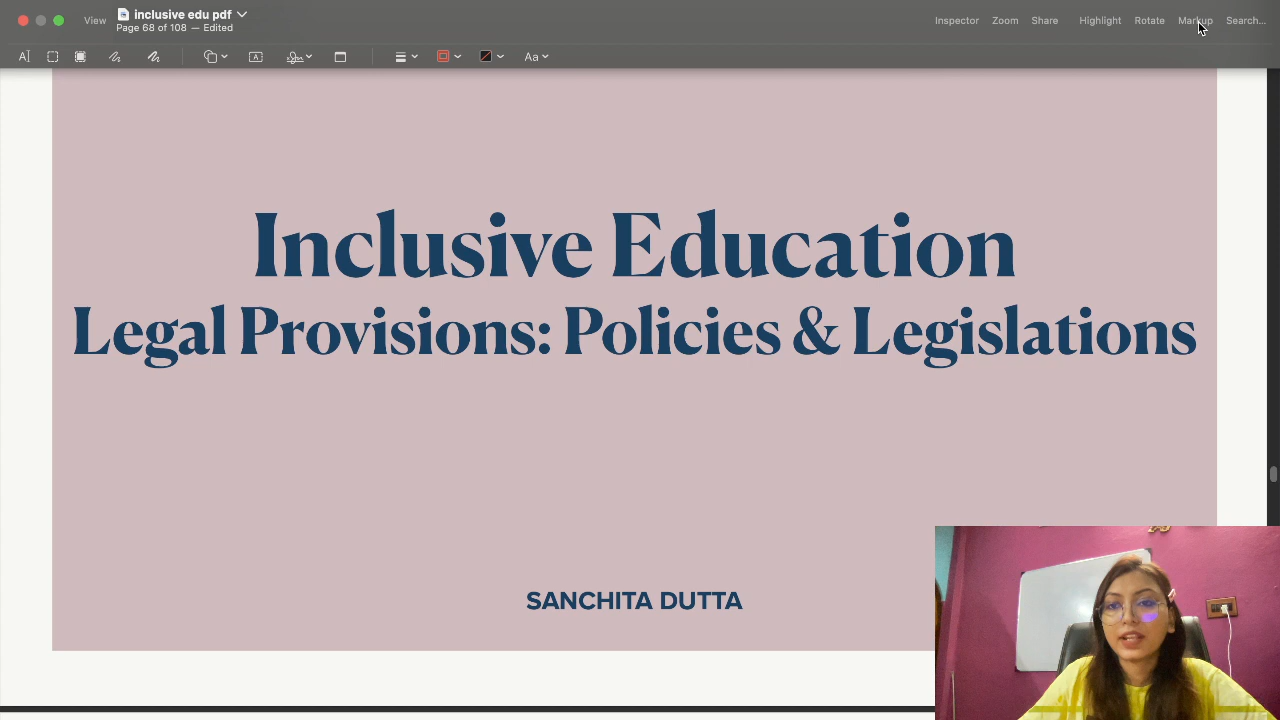 View
inclusive edu pdf
Page 68 of 108 — Edited
Inspector
Zoom
Share
Highlight
Rotate
Markup
Search...
A
Aa
Inclusive Education
Legal Provisions: Policies & Legislations
SANCHITA DUTTA